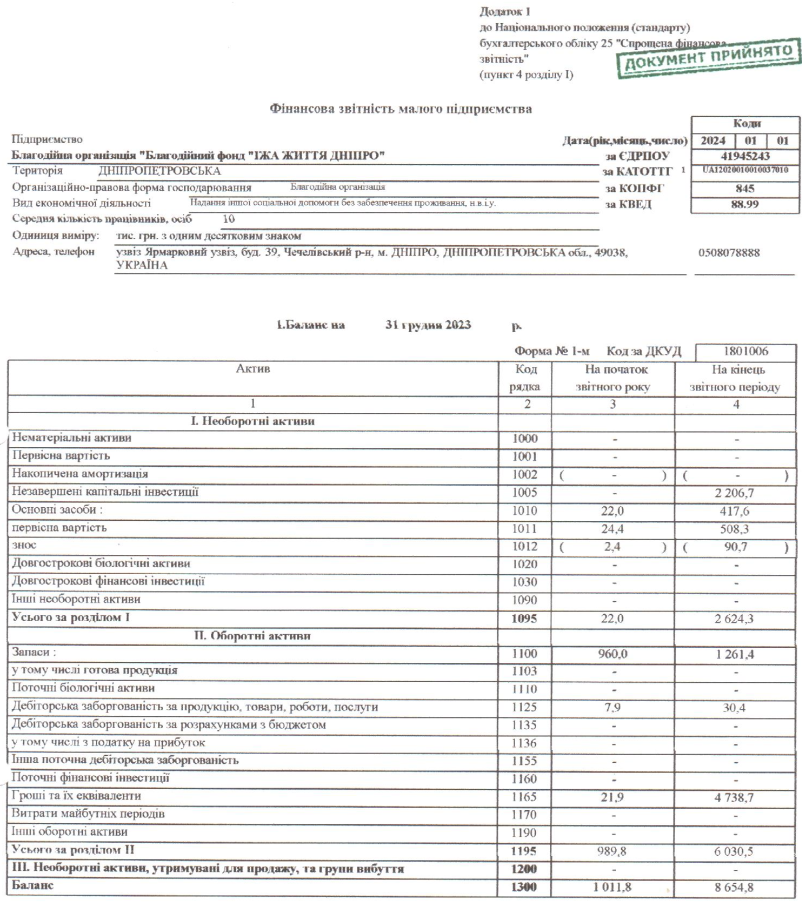 Додаток 1
до Національного положення (стандарту)
бухгалтерського обліку 25 "Спрощена фінансова
звітність"
(пункт 4 розділу I)
ДОКУМЕНТ ПРИЙНЯТО
Фінансова звітність малого підприємства
Коди
Підприємство Дата(рік,місяць,число) 2024 01 01
Благодійна організація "Благодійний фонд "ЇЖА ЖИТТЯ ДНІПРО" за ЄДРПОУ 41945243
Територія ДНІПРОПЕТРОВСЬКА за КАТОТТГ 1 UA12020010010037010
Організаційно-правова форма господарювання Благодійна організація за КОПФГ 845
Вид економічної діяльності Надання іншої соціальної допомоги без забезпечення проживання, н.в.і.у. за КВЕД 88.99
Середня кількість працівників, осіб 10
Одиниця виміру: тис. грн. з одним десятковим знаком
Адреса, телефон узвіз Ярмарковий узвіз, буд. 39, Чечелівський р-н, м. ДНІПРО, ДНІПРОПЕТРОВСЬКА обл., 49038, 0508078888
УКРАЇНА
1.Баланс на 31 грудня 2023 р.
Форма № 1-м Код за ДКУД 1801006
Актив Код рядка На початок звітного року На кінець звітного періоду
1 2 3 4
I. Необоротні активи
Нематеріальні активи 1000 - -
Первісна вартість 1001 - -
Накопичена амортизація 1002 ( - ) ( - )
Незавершені капітальні інвестиції 1005 - 2 206,7
Основні засоби : 1010 22,0 417,6
первісна вартість 1011 24,4 508,3
знос 1012 ( 2,4 ) ( 90,7 )
Довгострокові біологічні активи 1020 - -
Довгострокові фінансові інвестиції 1030 - -
Інші необоротні активи 1090 - -
Усього за розділом I 1095 22,0 2 624,3
II. Оборотні активи
Запаси : 1100 960,0 1 261,4
у тому числі готова продукція 1103 - -
Поточні біологічні активи 1110 - -
Дебіторська заборгованість за продукцію, товари, роботи, послуги 1125 7,9 30,4
Дебіторська заборгованість за розрахунками з бюджетом 1135 - -
у тому числі з податку на прибуток 1136 - -
Інша поточна дебіторська заборгованість 1155 - -
Поточні фінансові інвестиції 1160 - -
Гроші та їх еквіваленти 1165 21,9 4 738,7
Витрати майбутніх періодів 1170 - -
Інші оборотні активи 1190 - -
Усього за розділом II 1195 989,8 6 030,5
III. Необоротні активи, утримувані для продажу, та групи вибуття 1200 - -
Баланс 1300 1 011,8 8 654,8